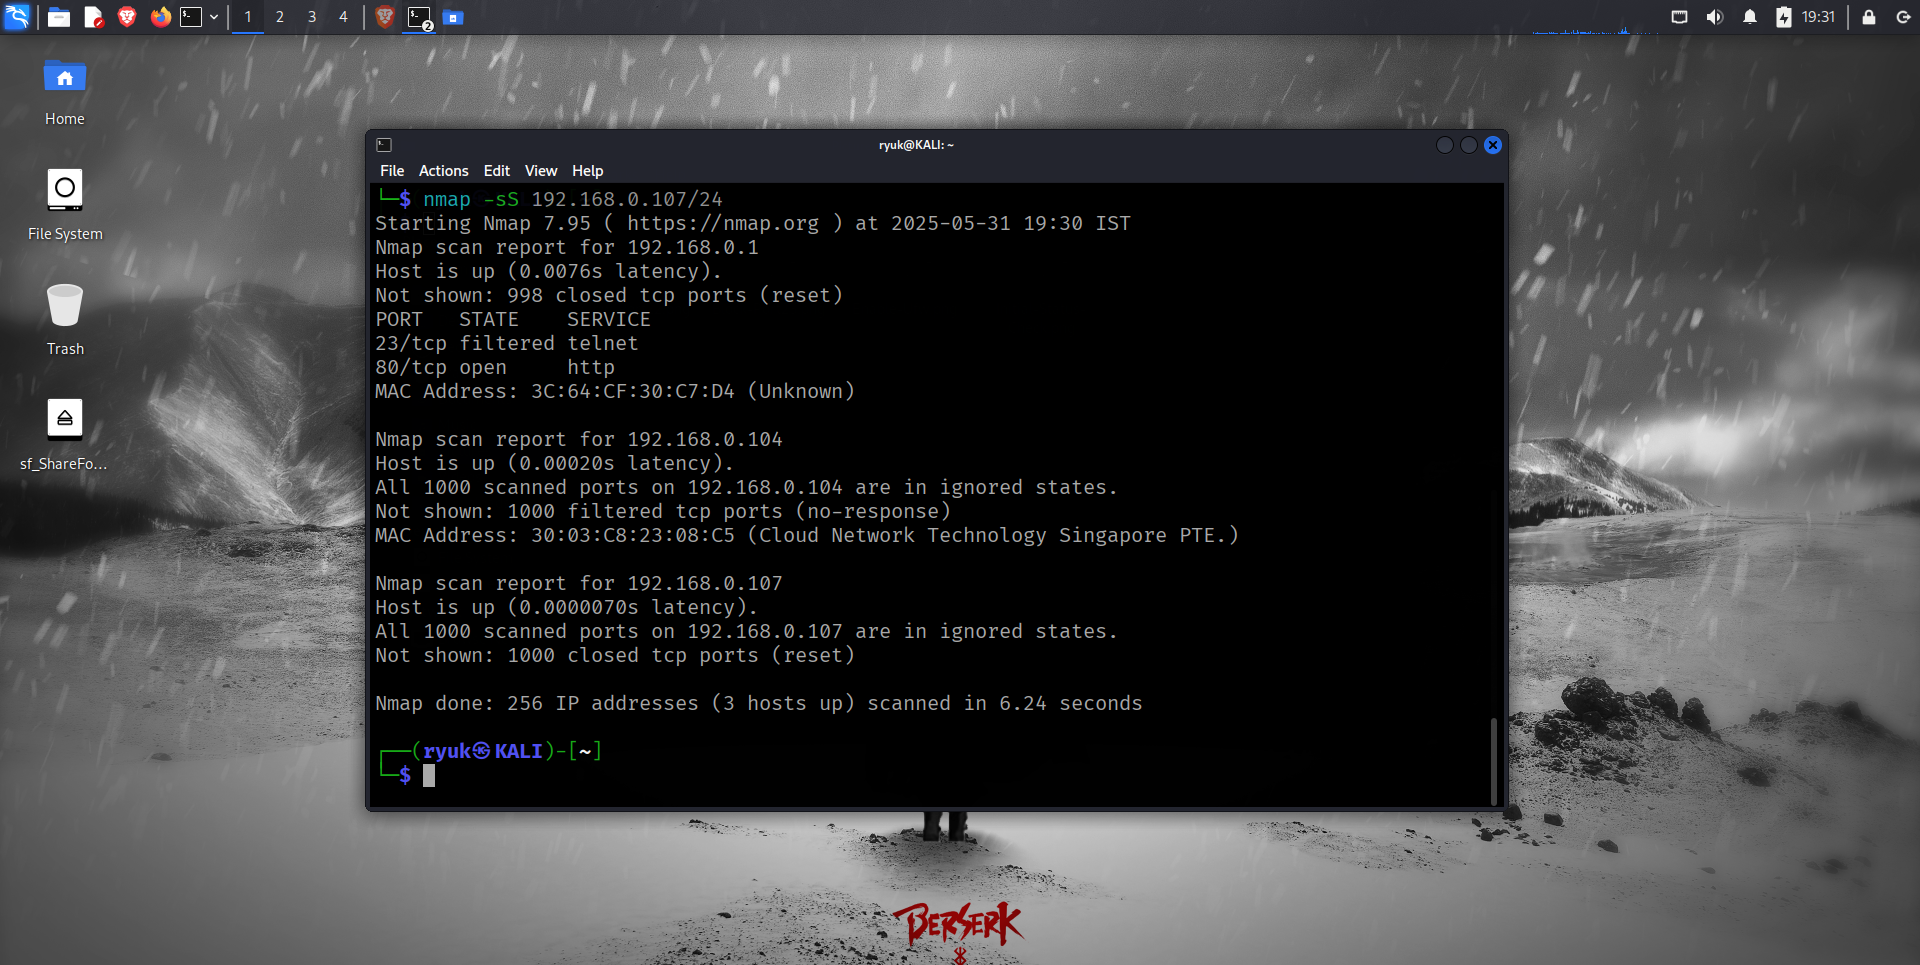 1 2 3 4
2
19:31
Home
File System
Trash
sf_ShareFo...
ryuk@KALI: ~
File Actions Edit View Help
└─$ nmap -sS 192.168.0.107/24
Starting Nmap 7.95 ( https://nmap.org ) at 2025-05-31 19:30 IST
Nmap scan report for 192.168.0.1
Host is up (0.0076s latency).
Not shown: 998 closed tcp ports (reset)
PORT   STATE    SERVICE
23/tcp filtered telnet
80/tcp open     http
MAC Address: 3C:64:CF:30:C7:D4 (Unknown)
Nmap scan report for 192.168.0.104
Host is up (0.00020s latency).
All 1000 scanned ports on 192.168.0.104 are in ignored states.
Not shown: 1000 filtered tcp ports (no-response)
MAC Address: 30:03:C8:23:08:C5 (Cloud Network Technology Singapore PTE.)
Nmap scan report for 192.168.0.107
Host is up (0.0000070s latency).
All 1000 scanned ports on 192.168.0.107 are in ignored states.
Not shown: 1000 closed tcp ports (reset)
Nmap done: 256 IP addresses (3 hosts up) scanned in 6.24 seconds
┌──(ryuk㉿KALI)-[~]
└─$
BERSERK